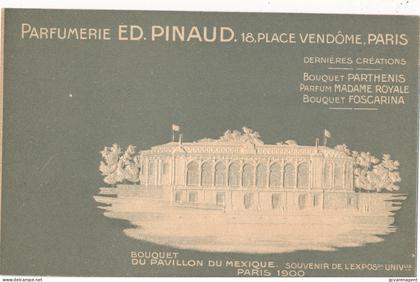 PARFUMERIE ED. PINAUD. 18, PLACE VENDÔME, PARIS
DERNIÈRES CRÉATIONS
BOUQUET PARTHENIS
PARFUM MADAME ROYALE
BOUQUET FOSCARINA
BOUQUET
DU PAVILLON DU MEXIQUE. SOUVENIR DE L'EXPOSon UNIVlle
PARIS 1900